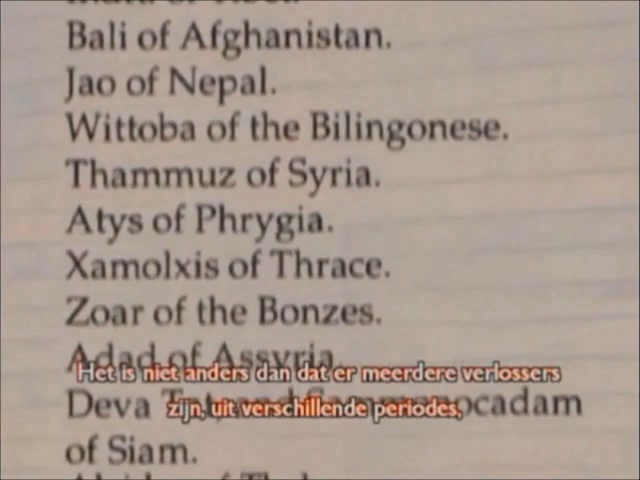 Bali of Afghanistan.
Jao of Nepal.
Wittoba of the Bilingonese.
Thammuz of Syria.
Atys of Phrygia.
Xamolxis of Thrace.
Zoar of the Bonzes.
Adad of Assyria.
Het is niet anders dan dat er meerdere verlossers
Deva
zijn, uit verschillende periodes,
of Siam.